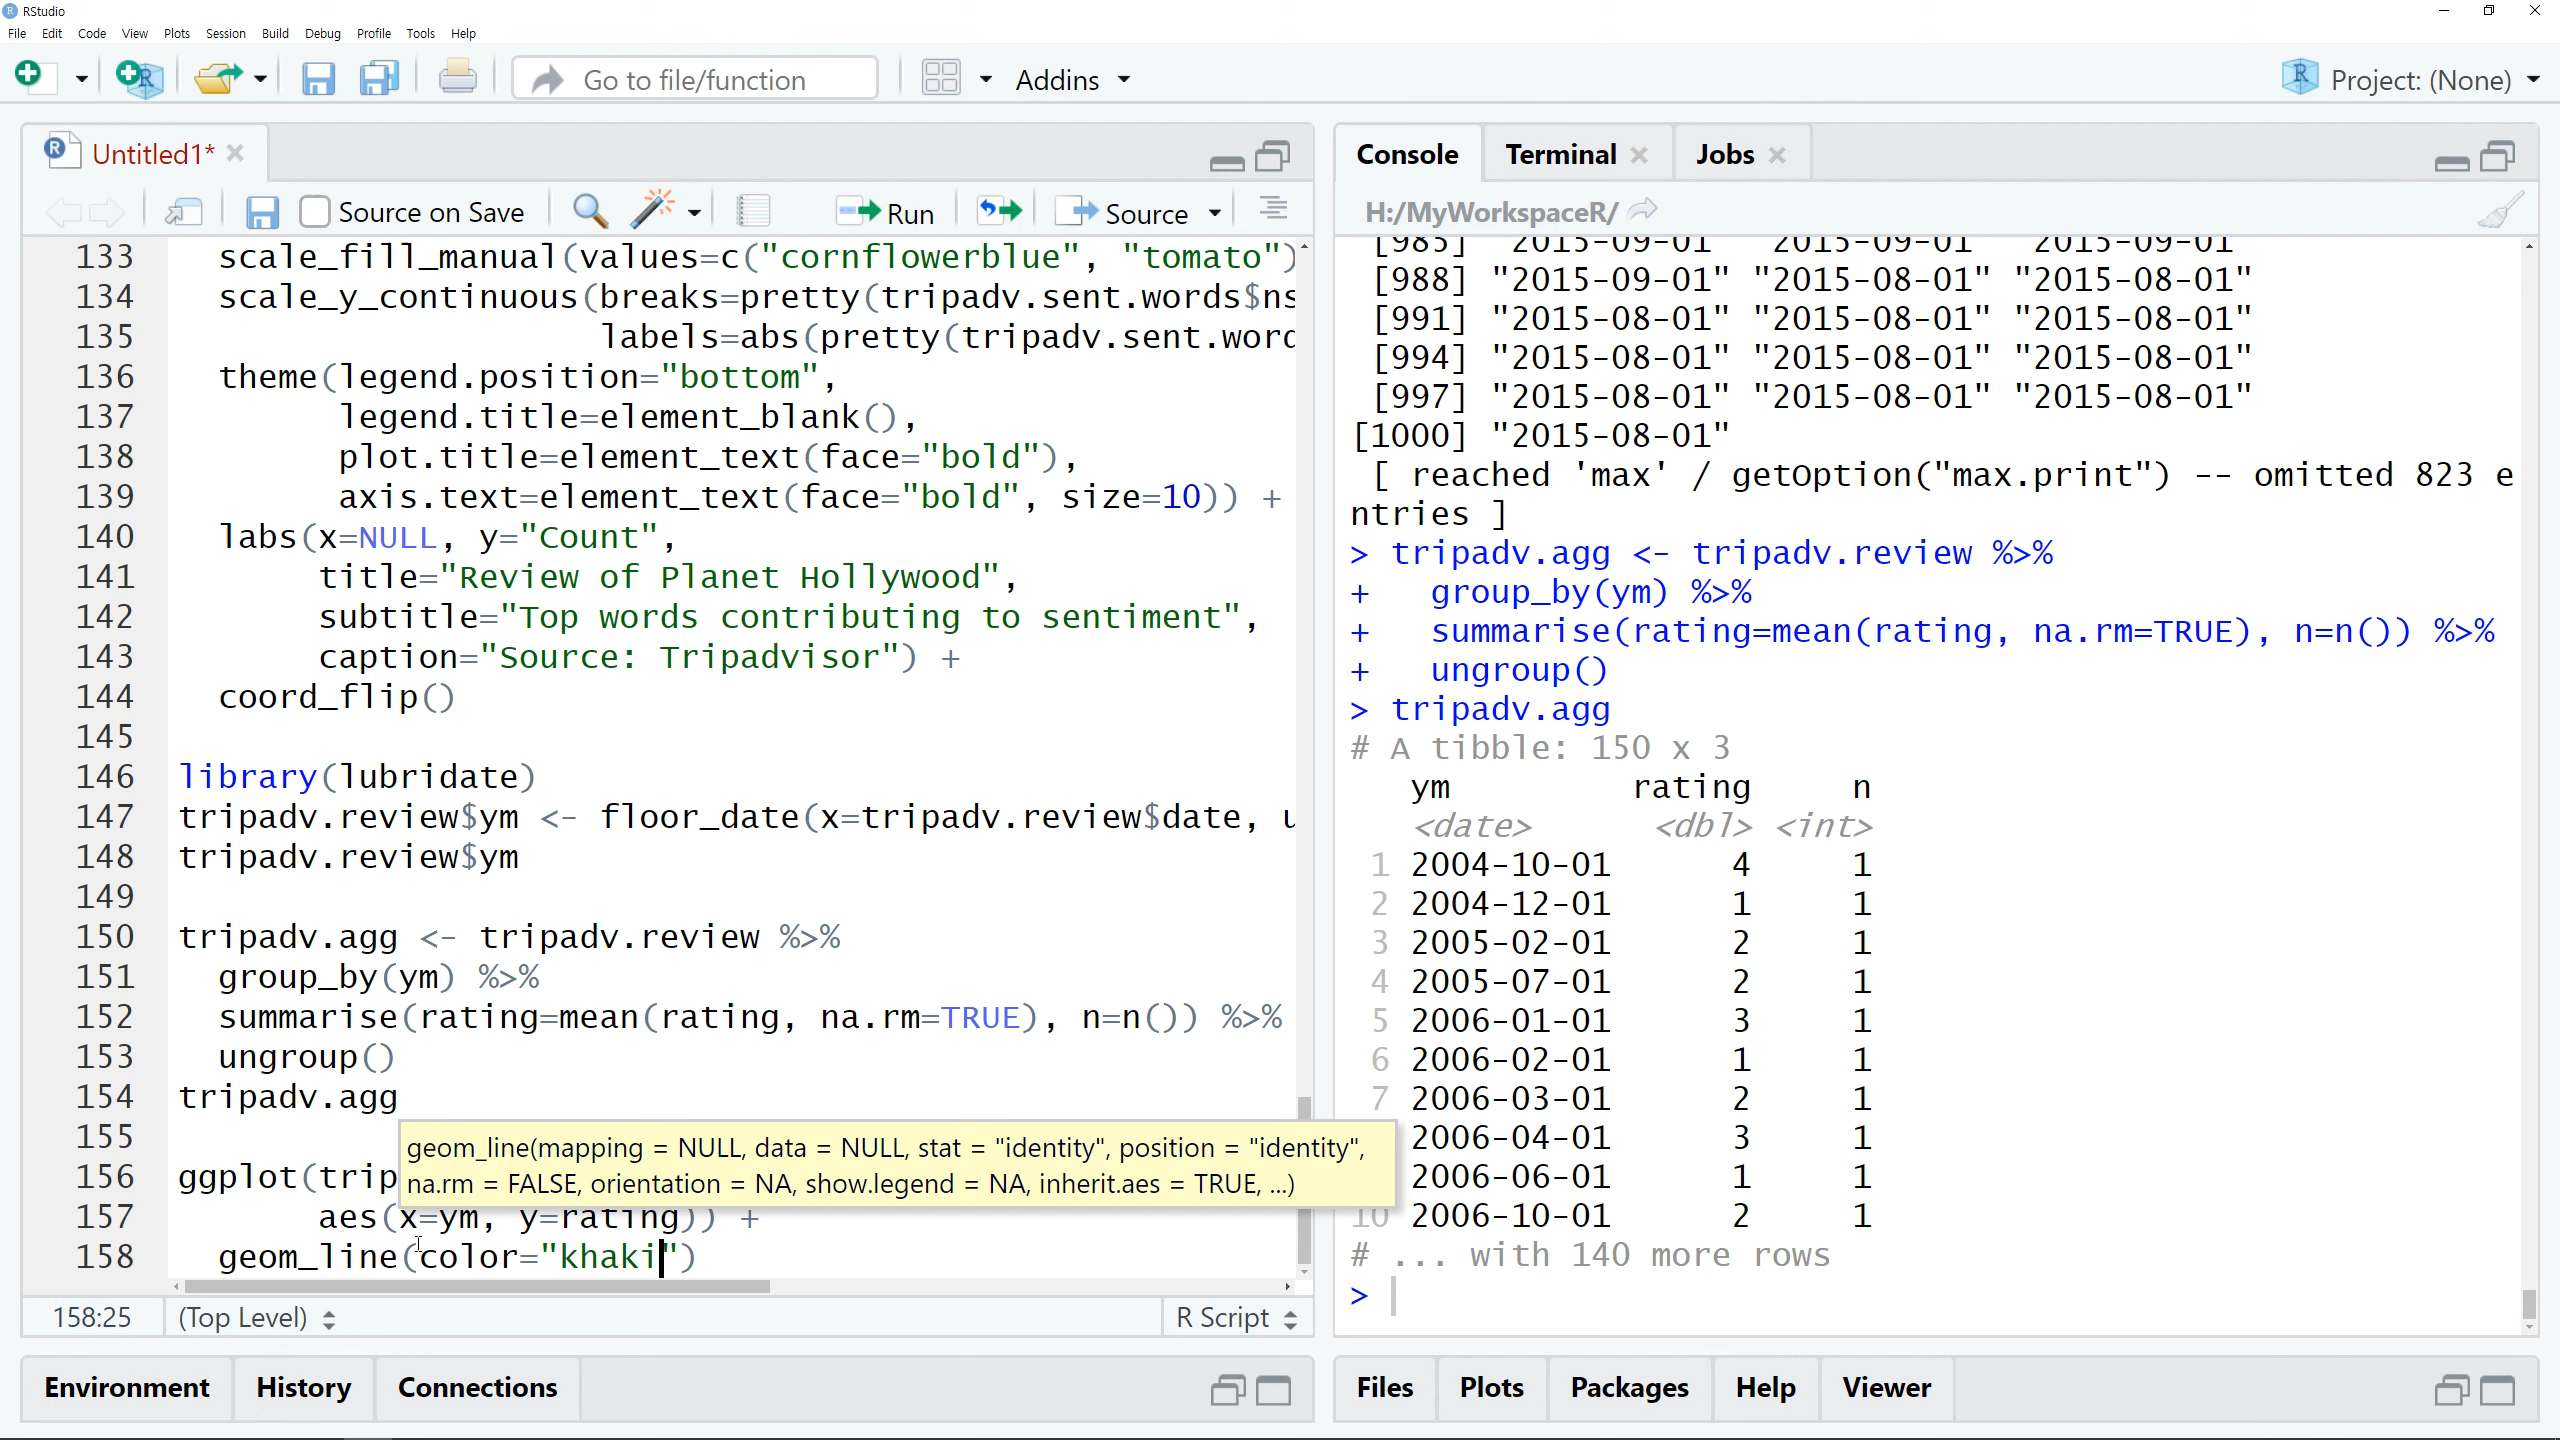 RStudio
File Edit Code View Plots Session Build Debug Profile Tools Help
Go to file/function Addins Project: (None)
Untitled1*
Source on Save Run Source
133 scale_fill_manual(values=c("cornflowerblue", "tomato")
134 scale_y_continuous(breaks=pretty(tripadv.sent.words$ns
135 labels=abs(pretty(tripadv.sent.word
136 theme(legend.position="bottom",
137 legend.title=element_blank(),
138 plot.title=element_text(face="bold"),
139 axis.text=element_text(face="bold", size=10)) +
140 labs(x=NULL, y="Count",
141 title="Review of Planet Hollywood",
142 subtitle="Top words contributing to sentiment",
143 caption="Source: Tripadvisor") +
144 coord_flip()
145
146 library(lubridate)
147 tripadv.review$ym <- floor_date(x=tripadv.review$date, u
148 tripadv.review$ym
149
150 tripadv.agg <- tripadv.review %>%
151 group_by(ym) %>%
152 summarise(rating=mean(rating, na.rm=TRUE), n=n()) %>%
153 ungroup()
154 tripadv.agg
155
geom_line(mapping = NULL, data = NULL, stat = "identity", position = "identity",
na.rm = FALSE, orientation = NA, show.legend = NA, inherit.aes = TRUE, ...)
156 ggplot(trip
157 aes(x=ym, y=rating)) +
158 geom_line(color="khaki")
158:25 (Top Level) R Script
Environment History Connections
Console Terminal Jobs
H:/MyWorkspaceR/
[985] "2015-09-01" "2015-09-01" "2015-09-01"
[988] "2015-09-01" "2015-08-01" "2015-08-01"
[991] "2015-08-01" "2015-08-01" "2015-08-01"
[994] "2015-08-01" "2015-08-01" "2015-08-01"
[997] "2015-08-01" "2015-08-01" "2015-08-01"
[1000] "2015-08-01"
[ reached 'max' / getOption("max.print") -- omitted 823 e
ntries ]
> tripadv.agg <- tripadv.review %>%
+ group_by(ym) %>%
+ summarise(rating=mean(rating, na.rm=TRUE), n=n()) %>%
+ ungroup()
> tripadv.agg
# A tibble: 150 x 3
ym rating n
<date> <dbl> <int>
1 2004-10-01 4 1
2 2004-12-01 1 1
3 2005-02-01 2 1
4 2005-07-01 2 1
5 2006-01-01 3 1
6 2006-02-01 1 1
7 2006-03-01 2 1
2006-04-01 3 1
2006-06-01 1 1
10 2006-10-01 2 1
# ... with 140 more rows
>
Files Plots Packages Help Viewer